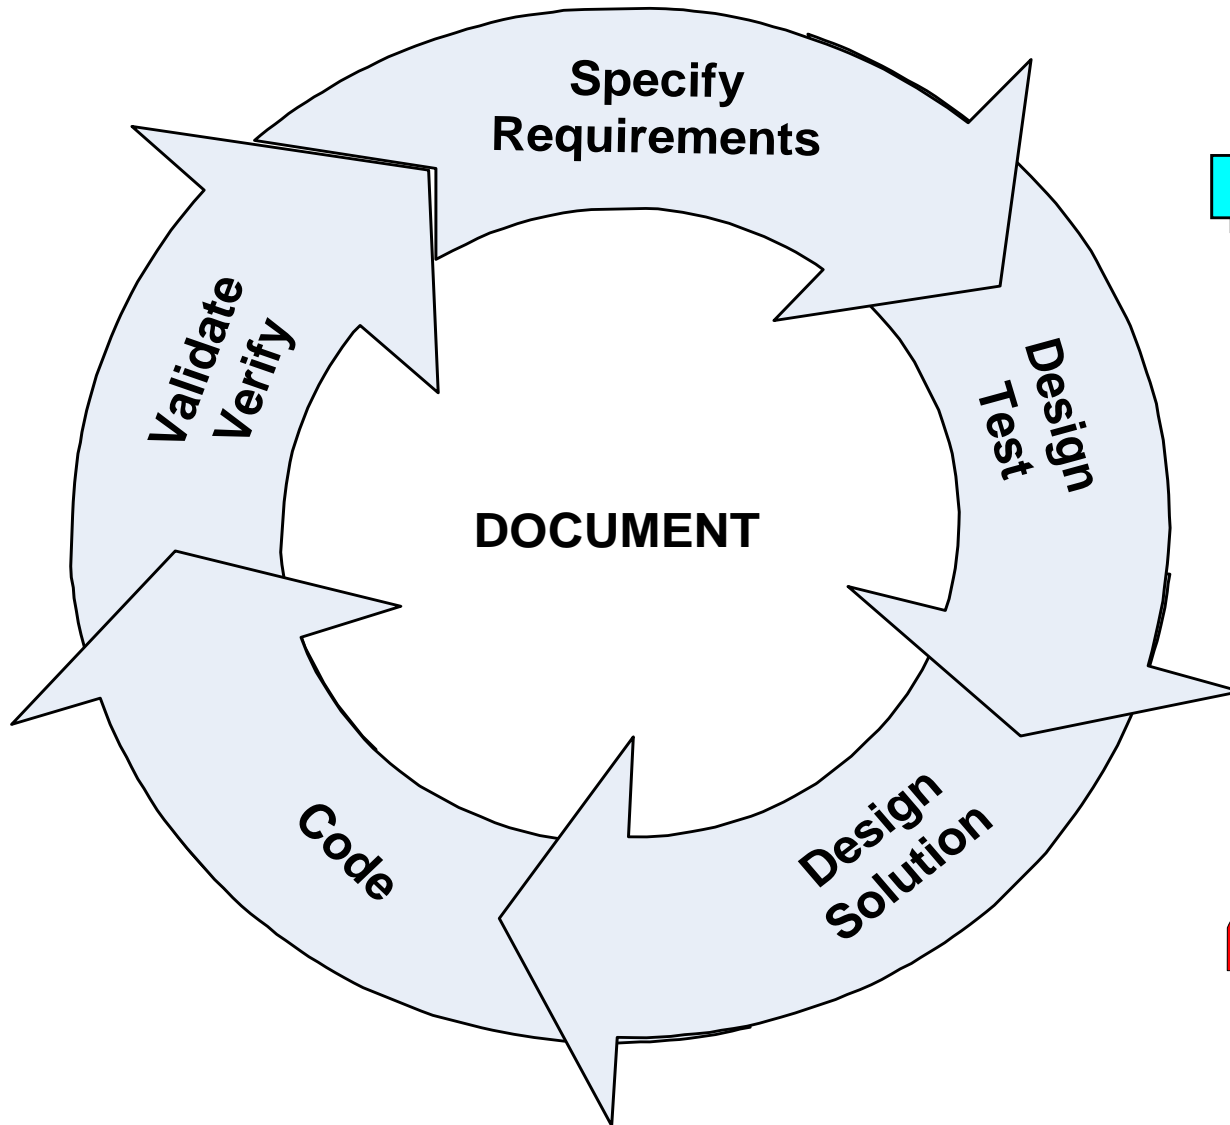 Specify
Requirements
Design
Test
Design
Solution
Code
Validate
Verify
DOCUMENT